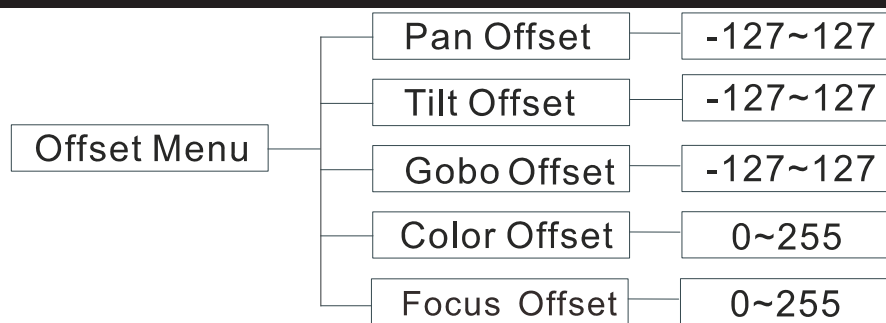 Pan Offset -127~127
Tilt Offset -127~127
Offset Menu
Gobo Offset -127~127
Color Offset 0~255
Focus Offset 0~255